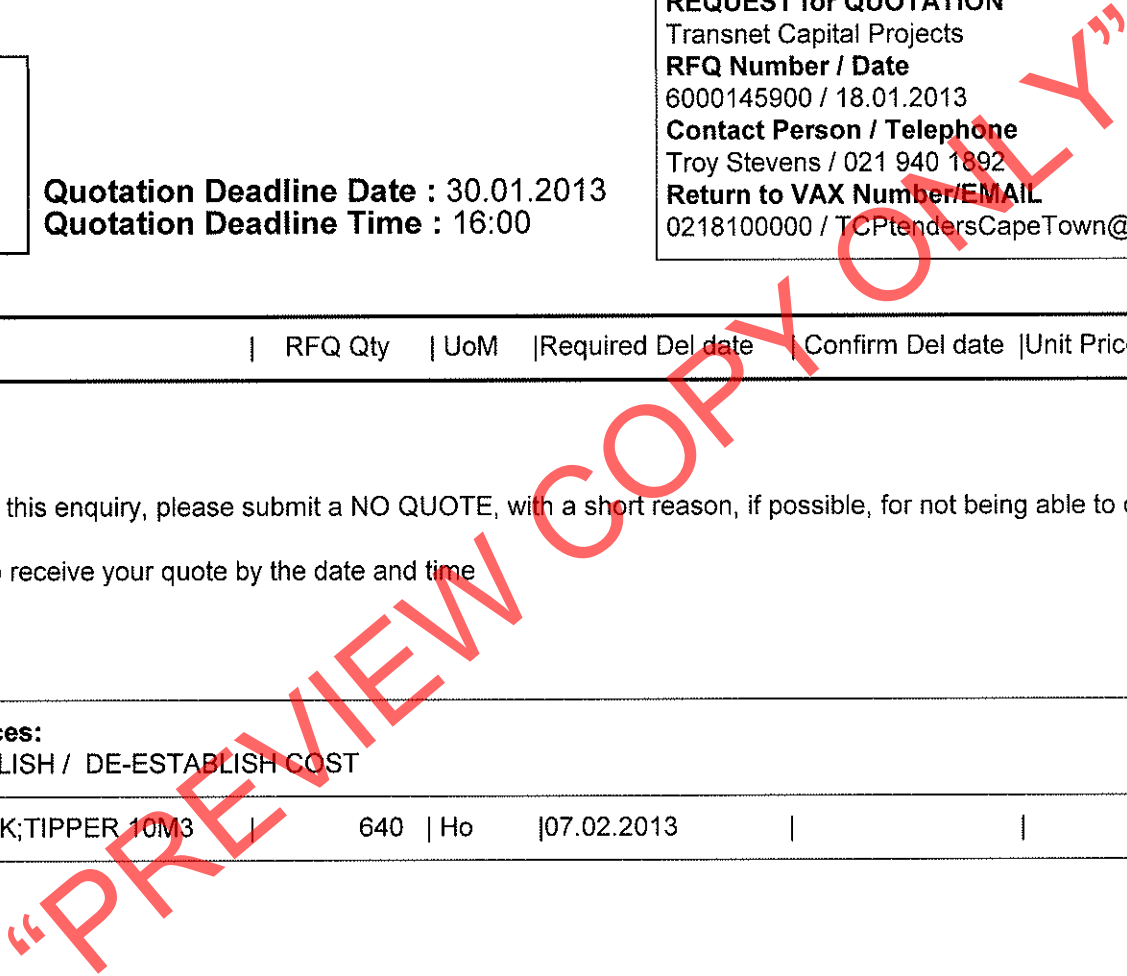 REQUEST for QUOTATION
Transnet Capital Projects
RFQ Number / Date
6000145900 / 18.01.2013
Contact Person / Telephone
Troy Stevens / 021 940 1892
Return to VAX Number/EMAIL
0218100000 / TCPtendersCapeTown@
Quotation Deadline Date : 30.01.2013
Quotation Deadline Time : 16:00
| RFQ Qty | UoM |Required Del date | Confirm Del date |Unit Pric
this enquiry, please submit a NO QUOTE, with a short reason, if possible, for not being able to
receive your quote by the date and time
ces:
LISH / DE-ESTABLISH COST
K;TIPPER 10M3 | 640 | Ho |07.02.2013 | |
“PREVIEW COPY ONLY”